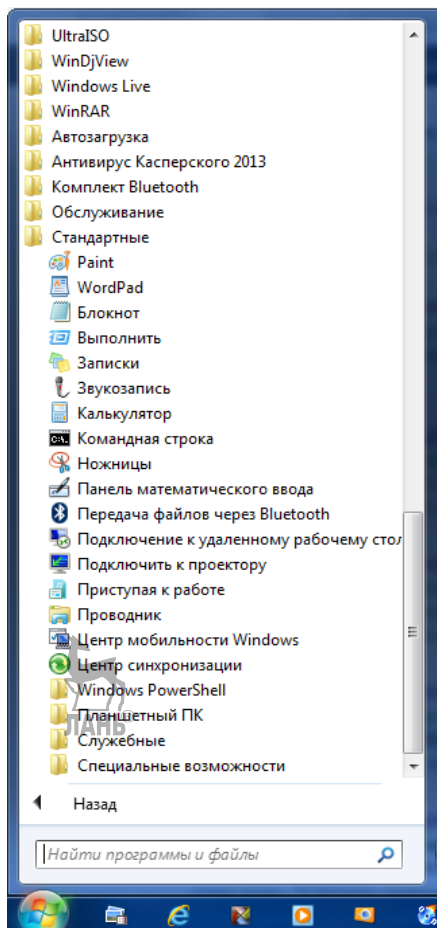 UltraISO
WinDjView
Windows Live
WinRAR
Автозагрузка
Антивирус Касперского 2013
Комплект Bluetooth
Обслуживание
Стандартные
Paint
WordPad
Блокнот
Выполнить
Записки
Звукозапись
Калькулятор
Командная строка
Ножницы
Панель математического ввода
Передача файлов через Bluetooth
Подключение к удаленному рабочему стол
Подключить к проектору
Приступая к работе
Проводник
Центр мобильности Windows
Центр синхронизации
Windows PowerShell
Планшетный ПК
ЛАНЬ®
Служебные
Специальные возможности
Назад
Найти программы и файлы